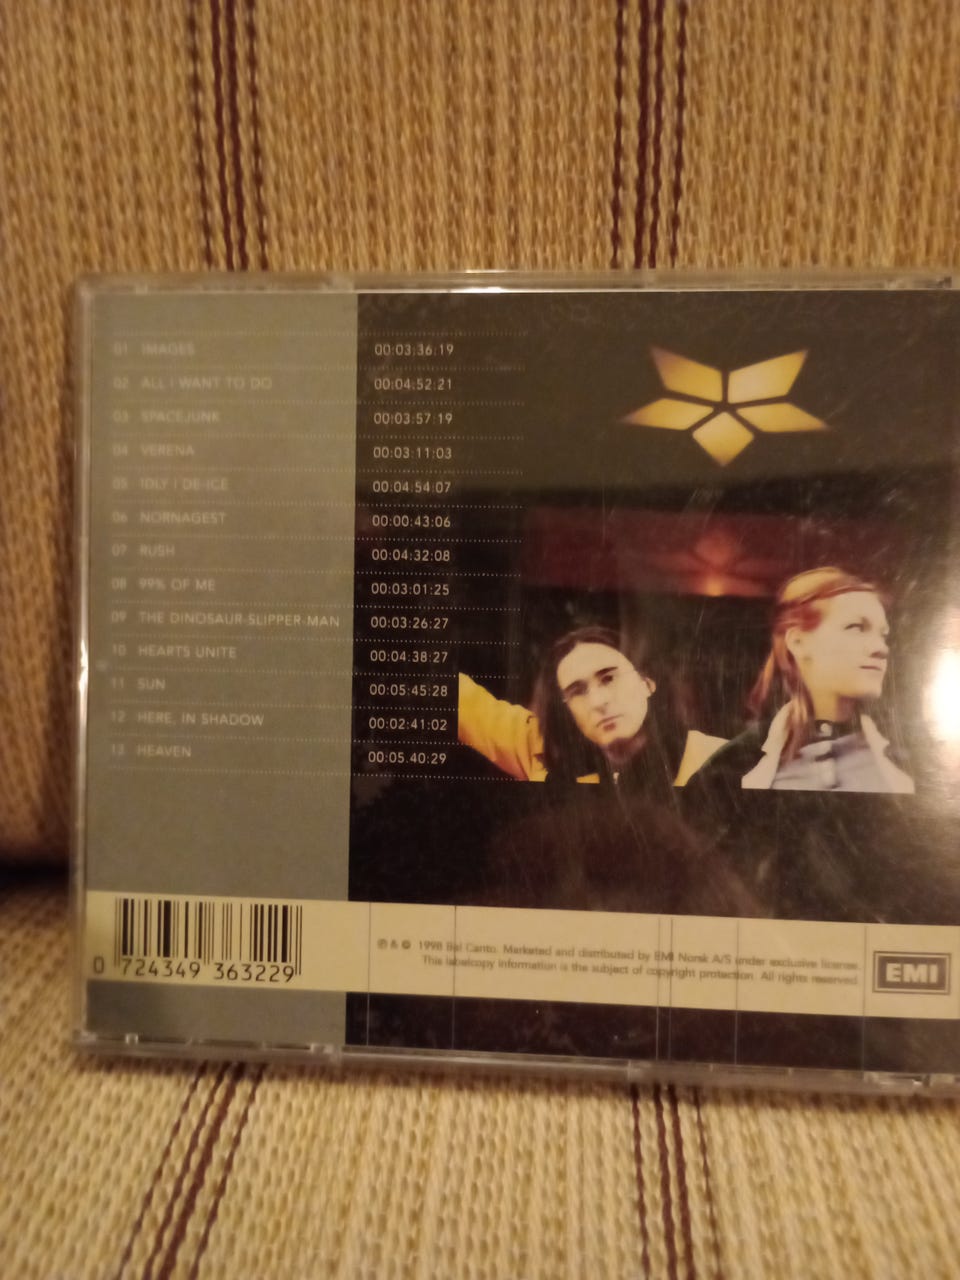 01 IMAGES 00:03:36:19
02 ALL I WANT TO DO 00:04:52:21
03 SPACEJUNK 00:03:57:19
04 VERENA 00:03:11:03
05 IDLY I DE-ICE 00:04:54:07
06 NORNAGEST 00:00:43:06
07 RUSH 00:04:32:08
08 99% OF ME 00:03:01:25
09 THE DINOSAUR-SLIPPER-MAN 00:03:26:27
10 HEARTS UNITE 00:04:38:27
11 SUN 00:05:45:28
12 HERE, IN SHADOW 00:02:41:02
13 HEAVEN 00:05.40:29
0 724349 363229
℗ & © 1998 Bel Canto. Marketed and distributed by EMI Norsk A/S under exclusive license.
This labelcopy information is the subject of copyright protection. All rights reserved.
EMI